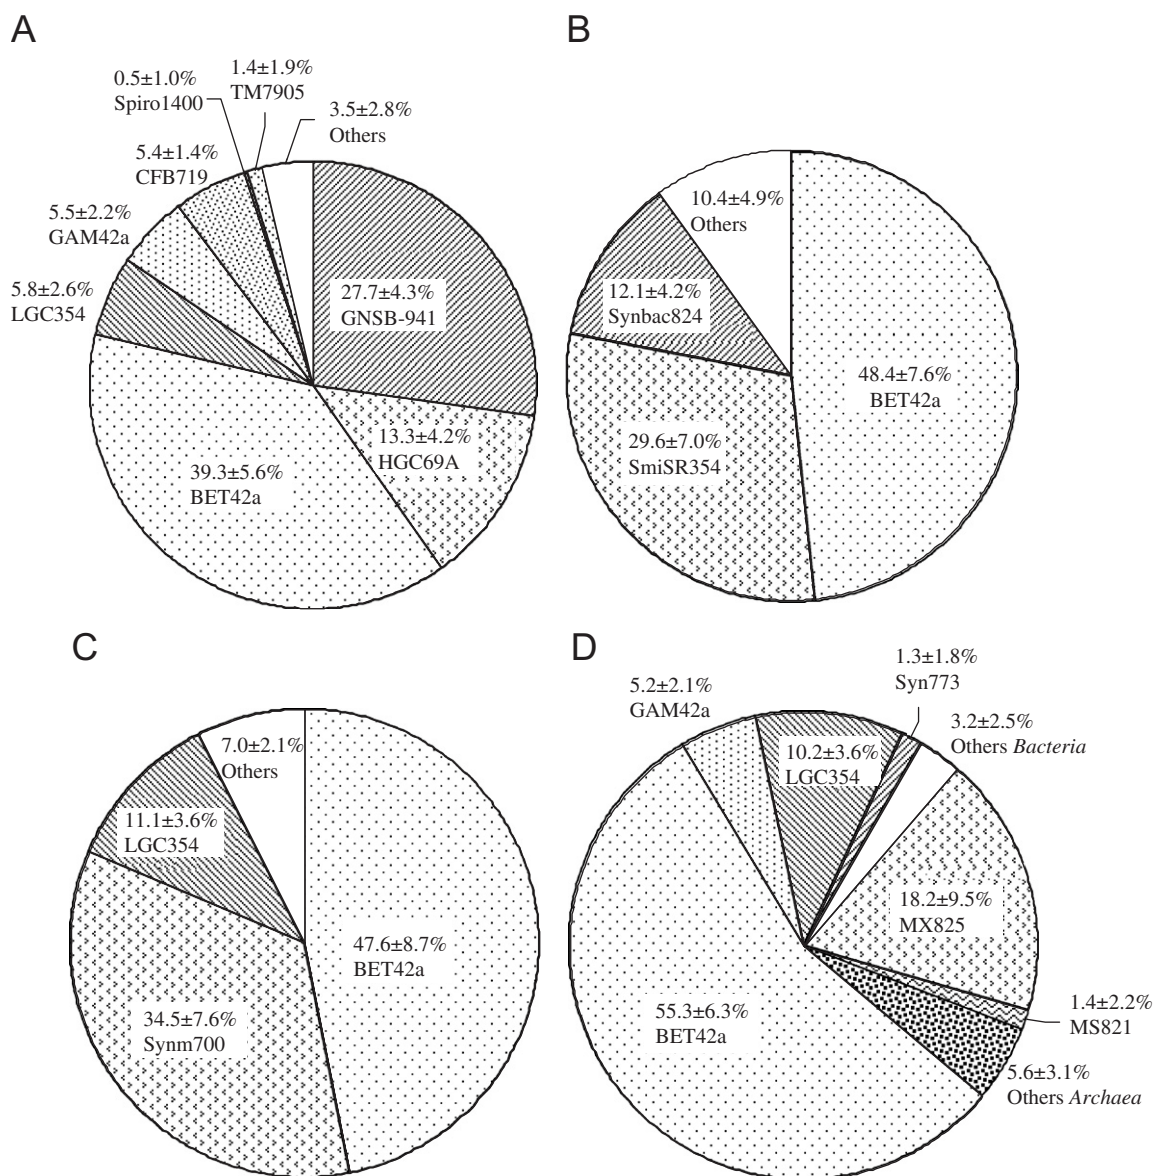 A
0.5±1.0%
Spiro1400
1.4±1.9%
TM7905
3.5±2.8%
Others
5.4±1.4%
CFB719
5.5±2.2%
GAM42a
5.8±2.6%
LGC354
27.7±4.3%
GNSB-941
13.3±4.2%
HGC69A
39.3±5.6%
BET42a
B
10.4±4.9%
Others
12.1±4.2%
Synbac824
48.4±7.6%
BET42a
29.6±7.0%
SmiSR354
C
7.0±2.1%
Others
11.1±3.6%
LGC354
47.6±8.7%
BET42a
34.5±7.6%
Synm700
D
1.3±1.8%
Syn773
5.2±2.1%
GAM42a
3.2±2.5%
Others Bacteria
10.2±3.6%
LGC354
18.2±9.5%
MX825
55.3±6.3%
BET42a
1.4±2.2%
MS821
5.6±3.1%
Others Archaea